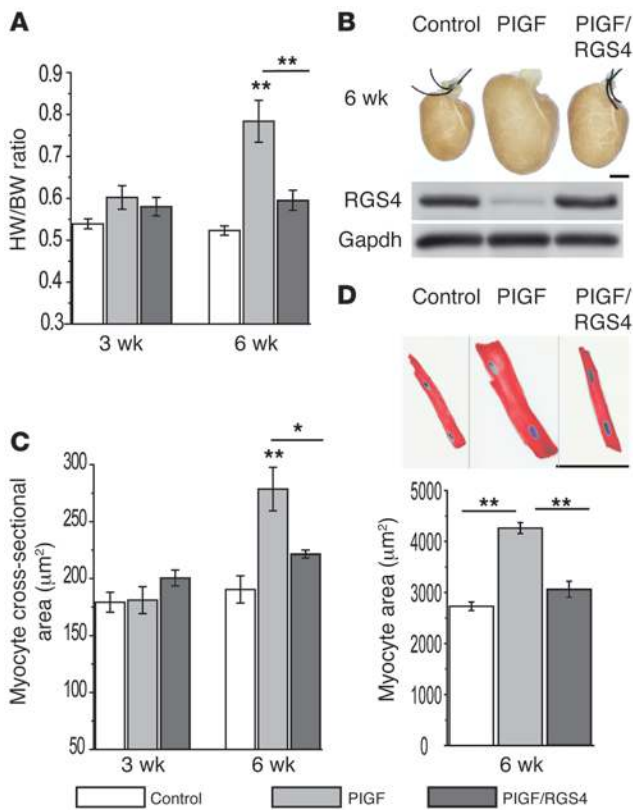 A
HW/BW ratio
0.9
0.8
0.7
0.6
0.5
0.4
0.3
**
**
3 wk
6 wk
B
Control PlGF PlGF/
RGS4
6 wk
RGS4
Gapdh
C
Myocyte cross-sectional
area (μm²)
300
250
200
150
100
50
**
*
3 wk
6 wk
D
Control PlGF PlGF/
RGS4
Myocyte area (μm²)
5000
4000
3000
2000
1000
0
**
**
6 wk
Control
PlGF
PlGF/RGS4